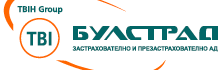 TBIH Group
TBI
БУЛСТРАД
ЗАСТРАХОВАТЕЛНО И ПРЕЗАСТРАХОВАТЕЛНО АД